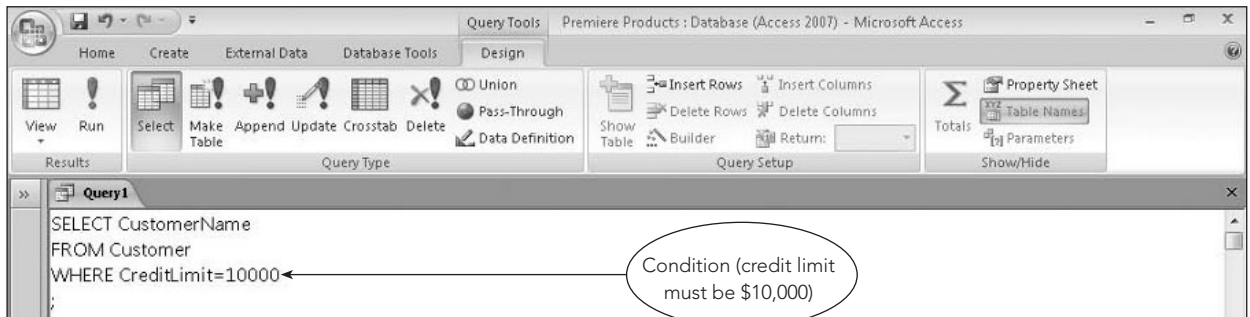 Query Tools Premiere Products : Database (Access 2007) - Microsoft Access
Home Create External Data Database Tools Design
View Run Select Make Table Append Update Crosstab Delete
Union
Pass-Through
Data Definition
Show Table
Insert Rows
Delete Rows
Builder
Insert Columns
Delete Columns
Return:
Totals
Property Sheet
XYZ Table Names
Parameters
Results Query Type Query Setup Show/Hide
Query1
SELECT CustomerName
FROM Customer
WHERE CreditLimit=10000
;
Condition (credit limit
must be $10,000)